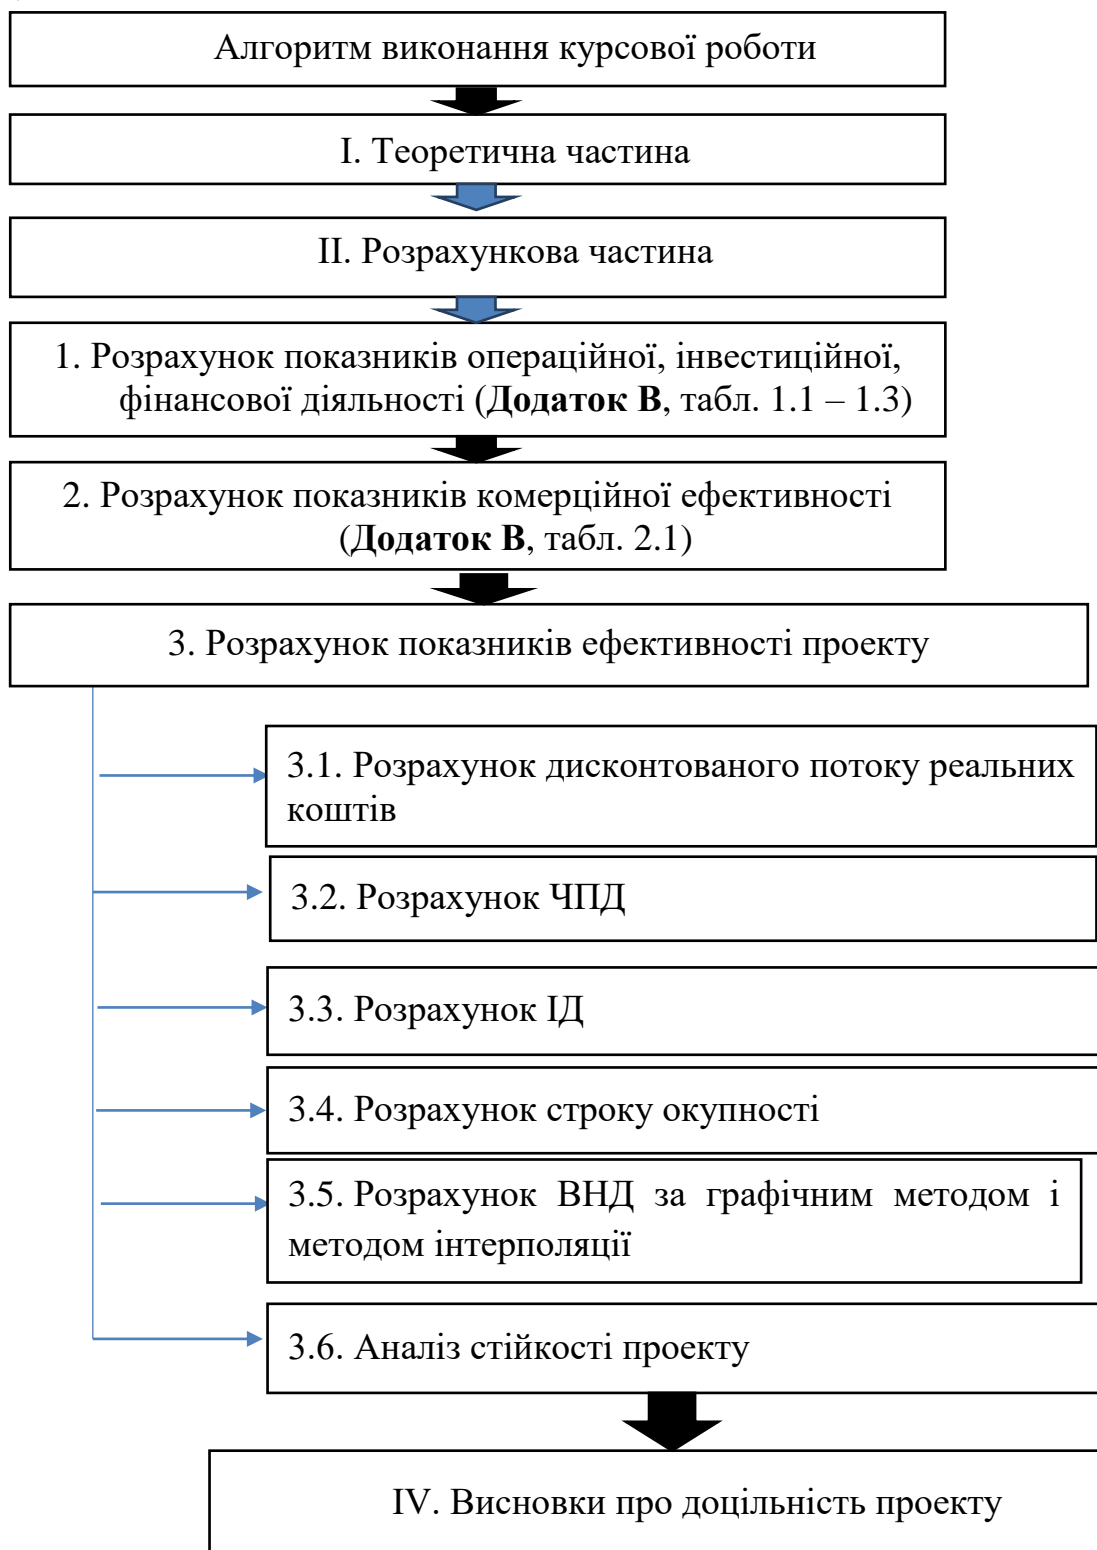 Алгоритм виконання курсової роботи
І. Теоретична частина
ІІ. Розрахункова частина
1. Розрахунок показників операційної, інвестиційної,
фінансової діяльності (Додаток В, табл. 1.1 – 1.3)
2. Розрахунок показників комерційної ефективності
(Додаток В, табл. 2.1)
3. Розрахунок показників ефективності проекту
3.1. Розрахунок дисконтованого потоку реальних
коштів
3.2. Розрахунок ЧПД
3.3. Розрахунок ІД
3.4. Розрахунок строку окупності
3.5. Розрахунок ВНД за графічним методом і
методом інтерполяції
3.6. Аналіз стійкості проекту
IV. Висновки про доцільність проекту